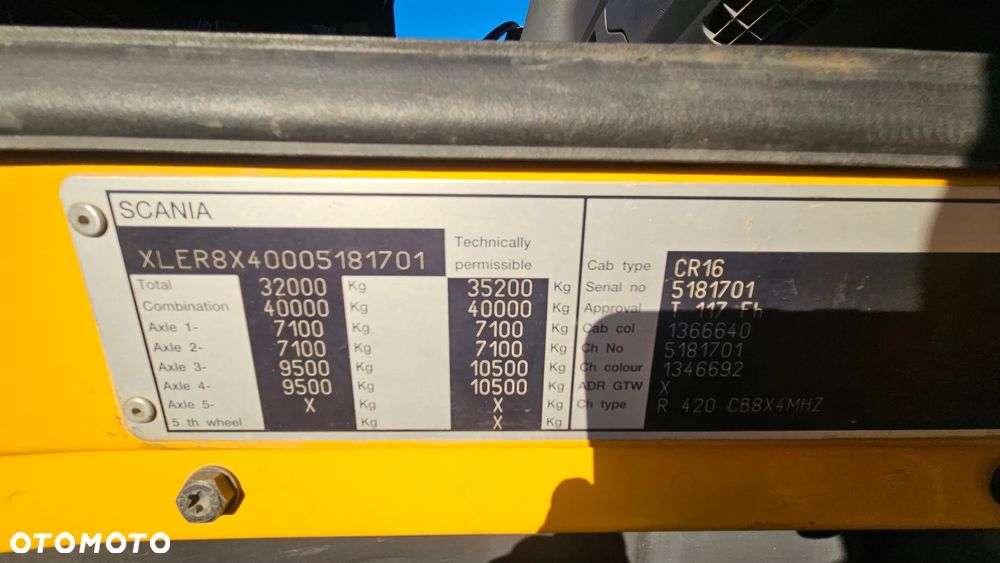 SCANIA
XLER8X40005181701
Technically
permissible
Total 32000 Kg 35200 Kg
Combination 40000 Kg 40000 Kg
Axle 1- 7100 Kg 7100 Kg
Axle 2- 7100 Kg 7100 Kg
Axle 3- 9500 Kg 10500 Kg
Axle 4- 9500 Kg 10500 Kg
Axle 5- X Kg X Kg
5 th wheel Kg X Kg
Cab type CR16
Serial no 5181701
Approval T 117 Fh
Cab col 1366640
Ch No 5181701
Ch colour 1346692
ADR GTW X
Ch type R 420 CB8X4MHZ
OTOMOTO